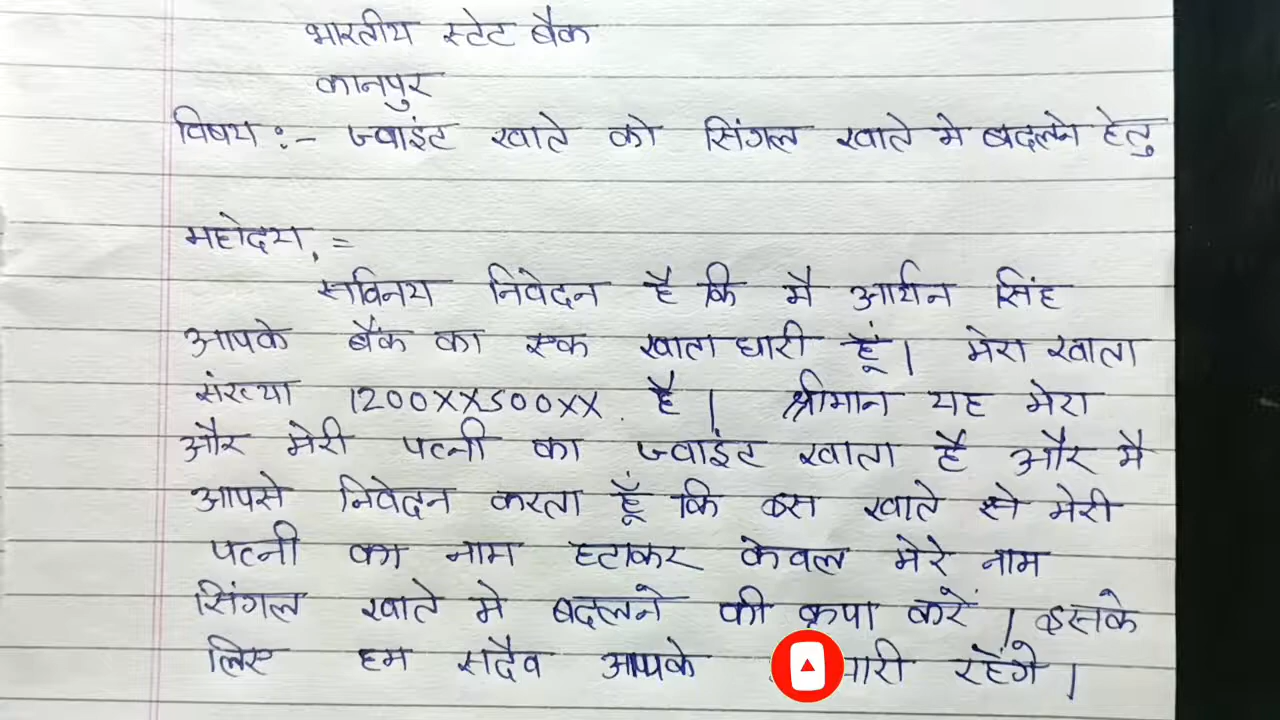 भारतीय स्टेट बैंक
कानपुर
विषय :- ज्वाइंट खाते को सिंगल खाते मे बदलने हेतु
महोदय, =
सविनय निवेदन है कि मै आर्यन सिंह
आपके बैंक का एक खाता धारी हूं। मेरा खाता
संख्या 1200XX500XX है। श्रीमान यह मेरा
और मेरी पत्नी का ज्वाइंट खाता है और मै
आपसे निवेदन करता हूँ कि इस खाते से मेरी
पत्नी का नाम हटाकर केवल मेरे नाम
सिंगल खाते मे बदलने की कृपा करें। इसके
लिए हम सदैव आपके रहेंगे।